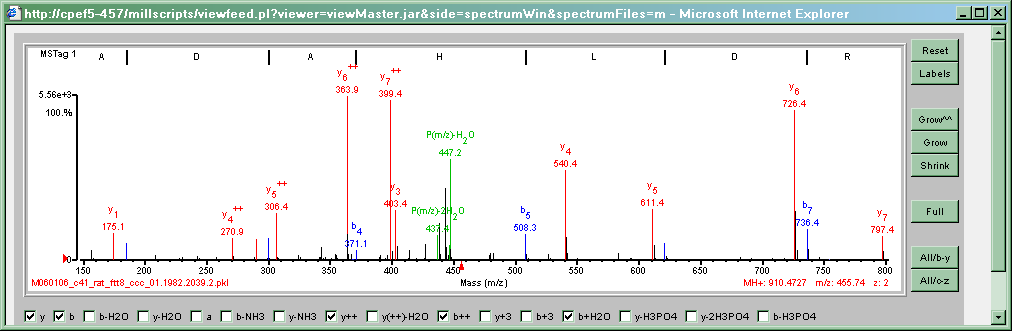 http://cpef5-457/millscripts/viewfeed.pl?viewer=viewMaster.jar&side=spectrumWin&spectrumFiles=m - Microsoft Internet Explorer
MSTag 1
A D A H L D R
Reset
Labels
Grow^^
Grow
Shrink
Full
All/b-y
All/c-z
5.56e+3
100.%
0
y1
175.1
y4++
270.9
y5++
306.4
y6++
363.9
b4
371.1
y7++
399.4
y3
403.4
P(m/z)-2H2O
437.4
P(m/z)-H2O
447.2
b5
508.3
y4
540.4
y5
611.4
y6
726.4
b7
736.4
y7
797.4
150 200 250 300 350 400 450 500 550 600 650 700 750 800
M060106_c41_rat_ftt8_ccc_01.1982.2039.2.pkl Mass (m/z) MH+: 910.4727 m/z: 455.74 z: 2
y b b-H2O y-H2O a b-NH3 y-NH3 y++ y(++)-H2O b++ y+3 b+3 b+H2O y-H3PO4 y-2H3PO4 b-H3PO4